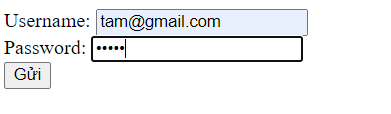 Username: tam@gmail.com
Password: •••••
Gửi